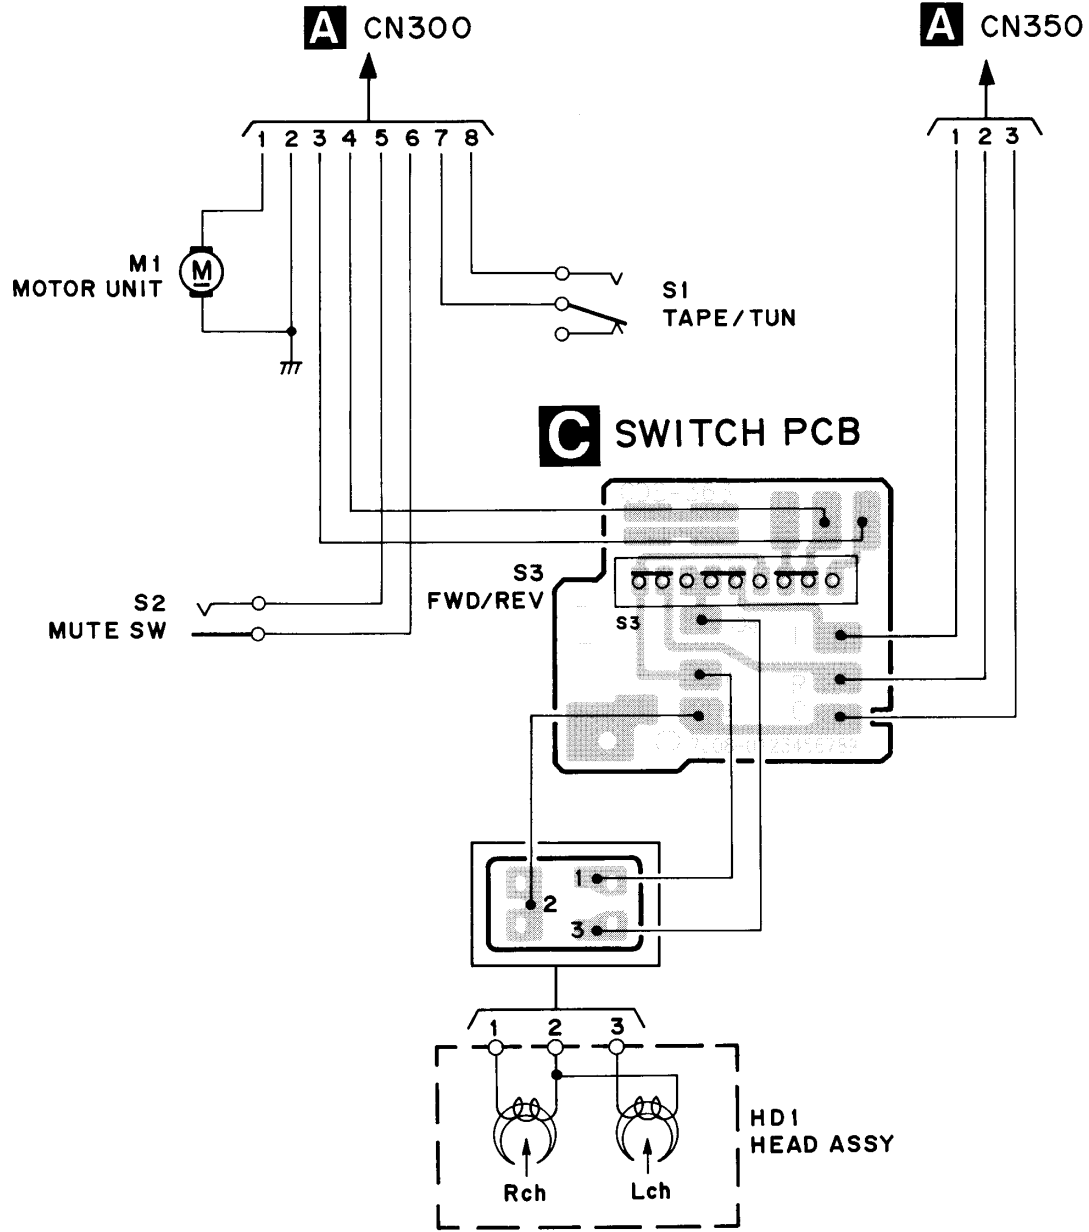 A CN300
A CN350
1 2 3 4 5 6 7 8
1 2 3
M1
MOTOR UNIT
M
S1
TAPE/TUN
C SWITCH PCB
S3
FWD/REV
S3
S2
MUTE SW
1
2
3
1 2 3
HD1
HEAD ASSY
Rch Lch